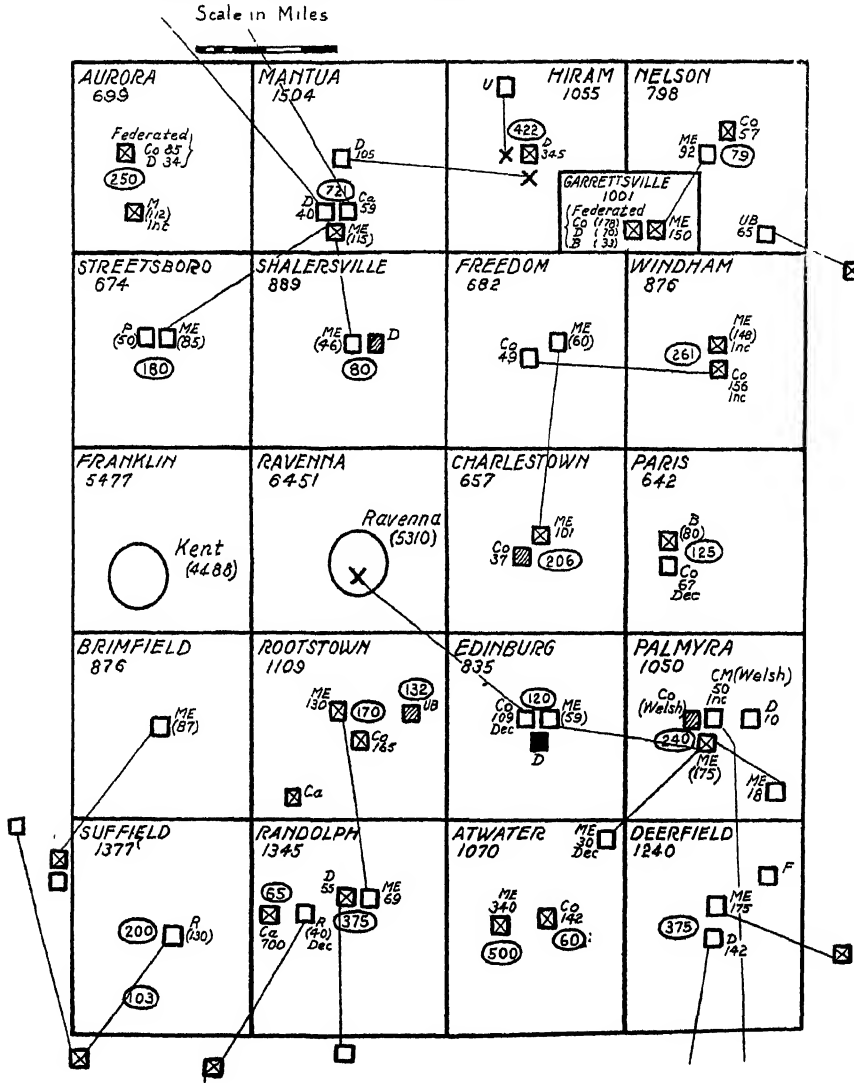 Scale in Miles
AURORA
699
Federated
Co 85
D 34
250
M
(112)
Inc
MANTUA
1504
D
105
721
D
40
Ca
59
ME
(115)
HIRAM
1055
U
422
D
345
GARRETTSVILLE
1001
Federated
Co (178)
D (70)
B (33)
ME
150
NELSON
798
Co
57
ME
92
79
UB
65
STREETSBORO
674
P
(50)
ME
(85)
180
SHALERSVILLE
889
ME
(46)
D
80
FREEDOM
682
ME
(60)
Co
49
WINDHAM
876
ME
(148)
Inc
261
Co
156
Inc
FRANKLIN
5477
Kent
(4488)
RAVENNA
6451
Ravenna
(5310)
CHARLESTOWN
657
ME
101
Co
37
206
PARIS
642
B
(80)
125
Co
67
Dec
BRIMFIELD
876
ME
(87)
ROOTSTOWN
1109
ME
130
170
132
UB
Co
165
Ca
EDINBURG
835
120
Co
109
Dec
ME
(59)
D
PALMYRA
1050
CM (Welsh)
50
Inc
Co
(Welsh)
D
10
240
ME
(175)
ME
18
SUFFIELD
1377
200
R
(130)
103
RANDOLPH
1345
D
55
ME
69
65
Ca
700
R
(40)
Dec
375
ATWATER
1070
ME
30
Dec
ME
340
Co
142
500
60
DEERFIELD
1240
F
ME
175
375
D
142